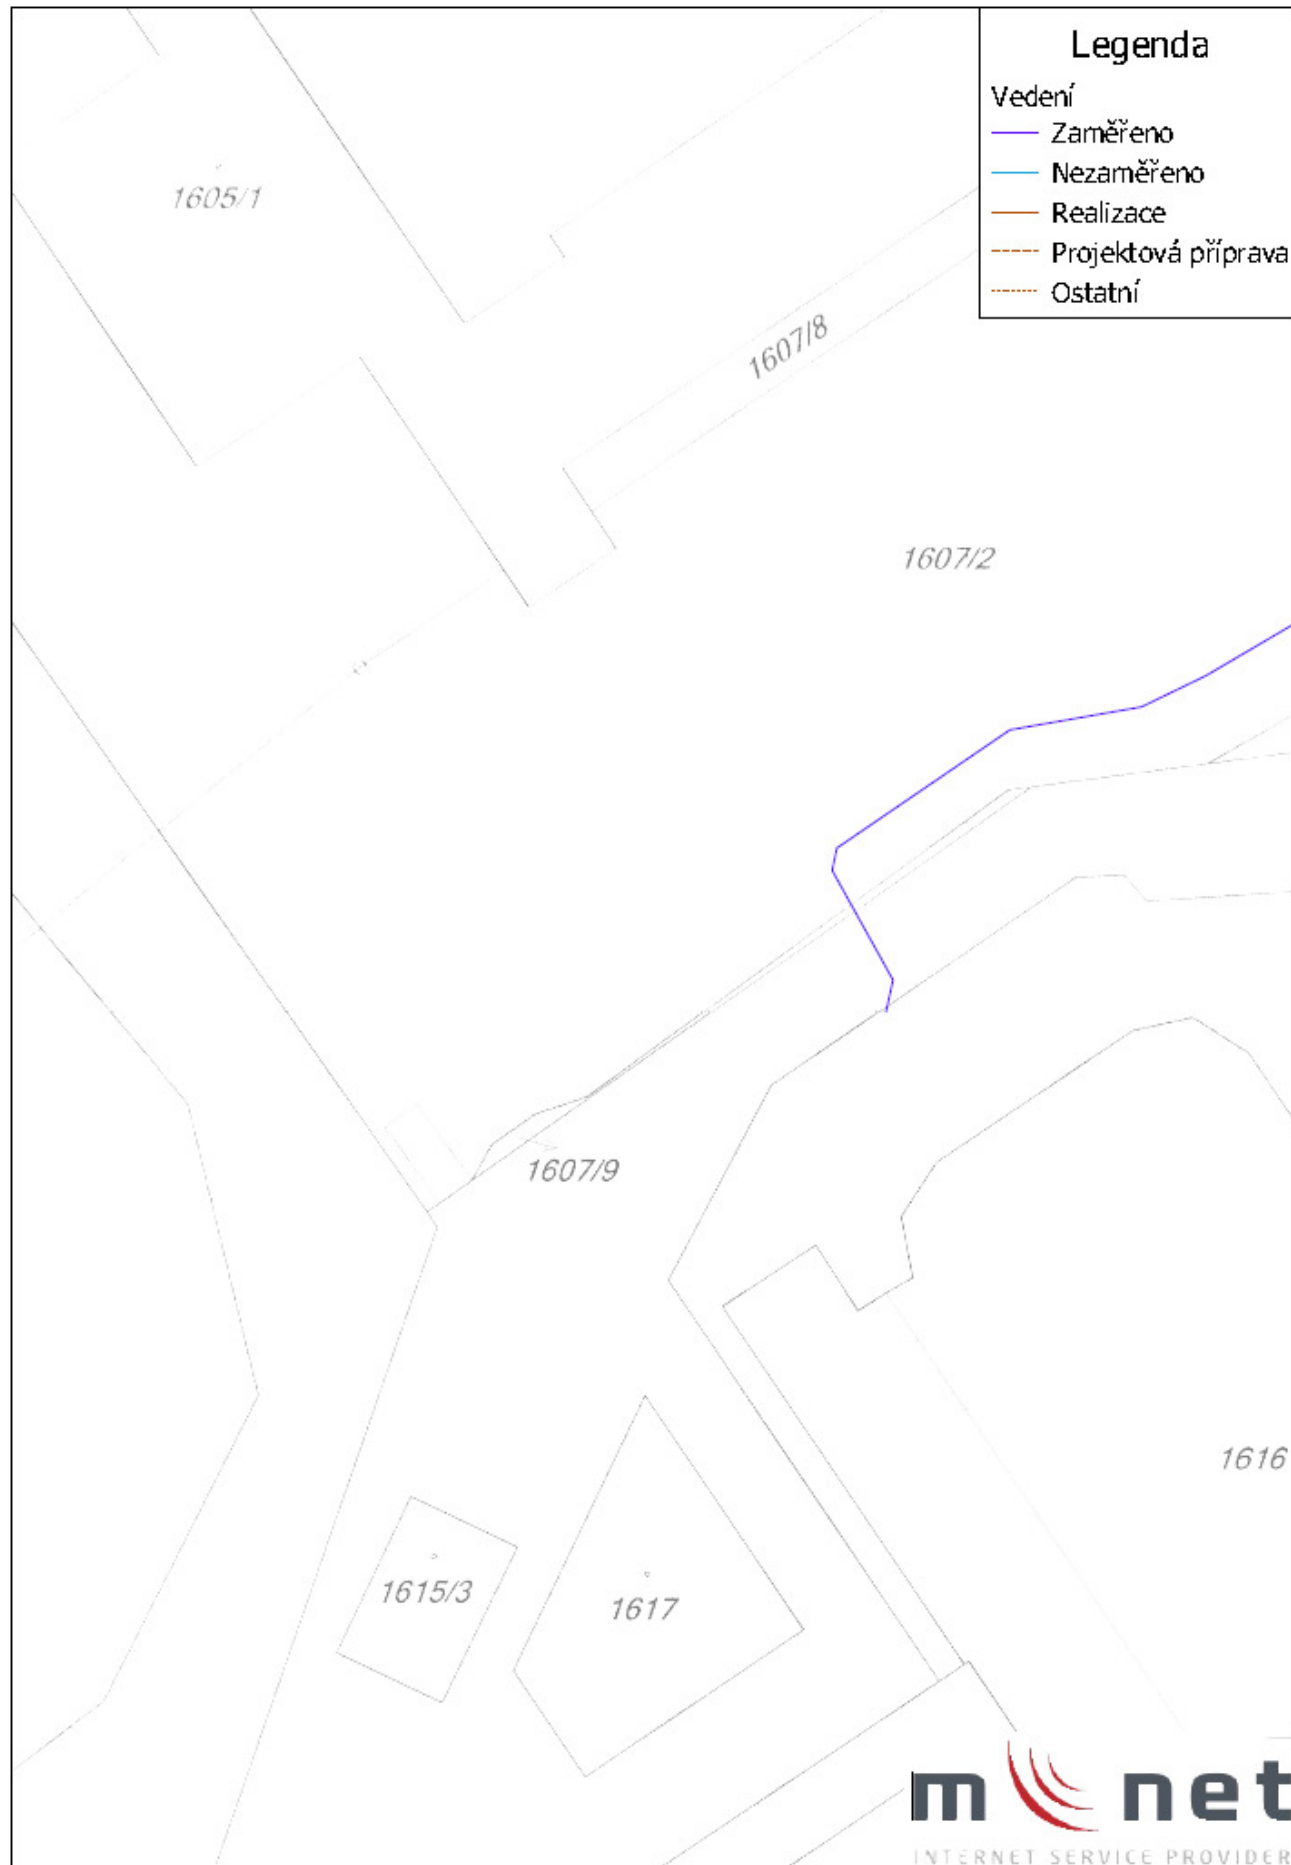 Legenda
Vedení
Zaměřeno
Nezaměřeno
Realizace
Projektová příprava
Ostatní
1605/1
1607/8
1607/2
1607/9
1616
1615/3
1617
m net
INTERNET SERVICE PROVIDER